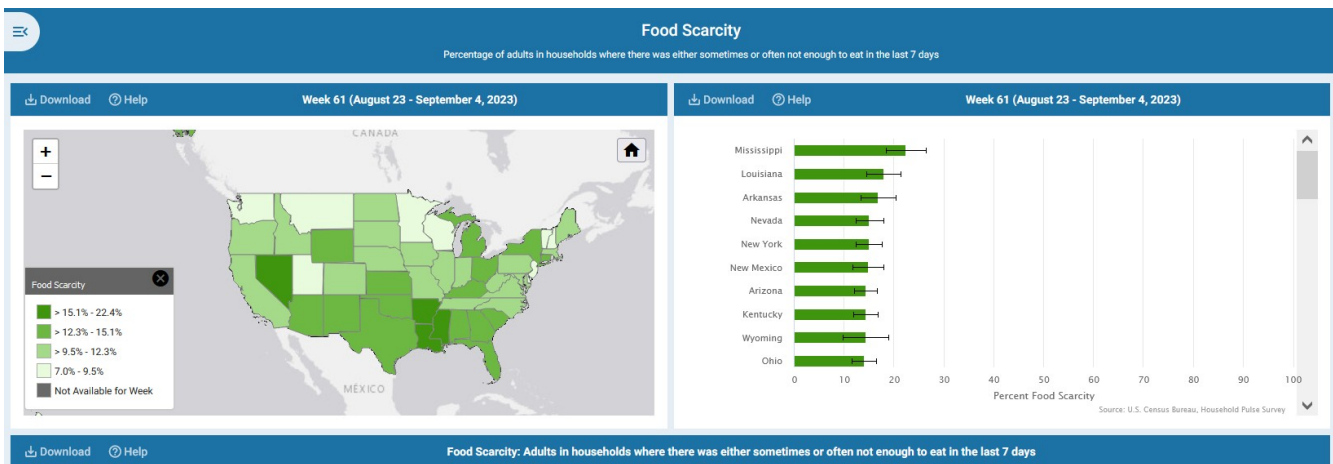 Food Scarcity
Percentage of adults in households where there was either sometimes or often not enough to eat in the last 7 days
Download Help Week 61 (August 23 - September 4, 2023)
CANADA
+
−
MÉXICO
Food Scarcity
> 15.1% - 22.4%
> 12.3% - 15.1%
> 9.5% - 12.3%
7.0% - 9.5%
Not Available for Week
Download Help Week 61 (August 23 - September 4, 2023)
Mississippi
Louisiana
Arkansas
Nevada
New York
New Mexico
Arizona
Kentucky
Wyoming
Ohio
0 10 20 30 40 50 60 70 80 90 100
Percent Food Scarcity
Source: U.S. Census Bureau, Household Pulse Survey
Download Help Food Scarcity: Adults in households where there was either sometimes or often not enough to eat in the last 7 days